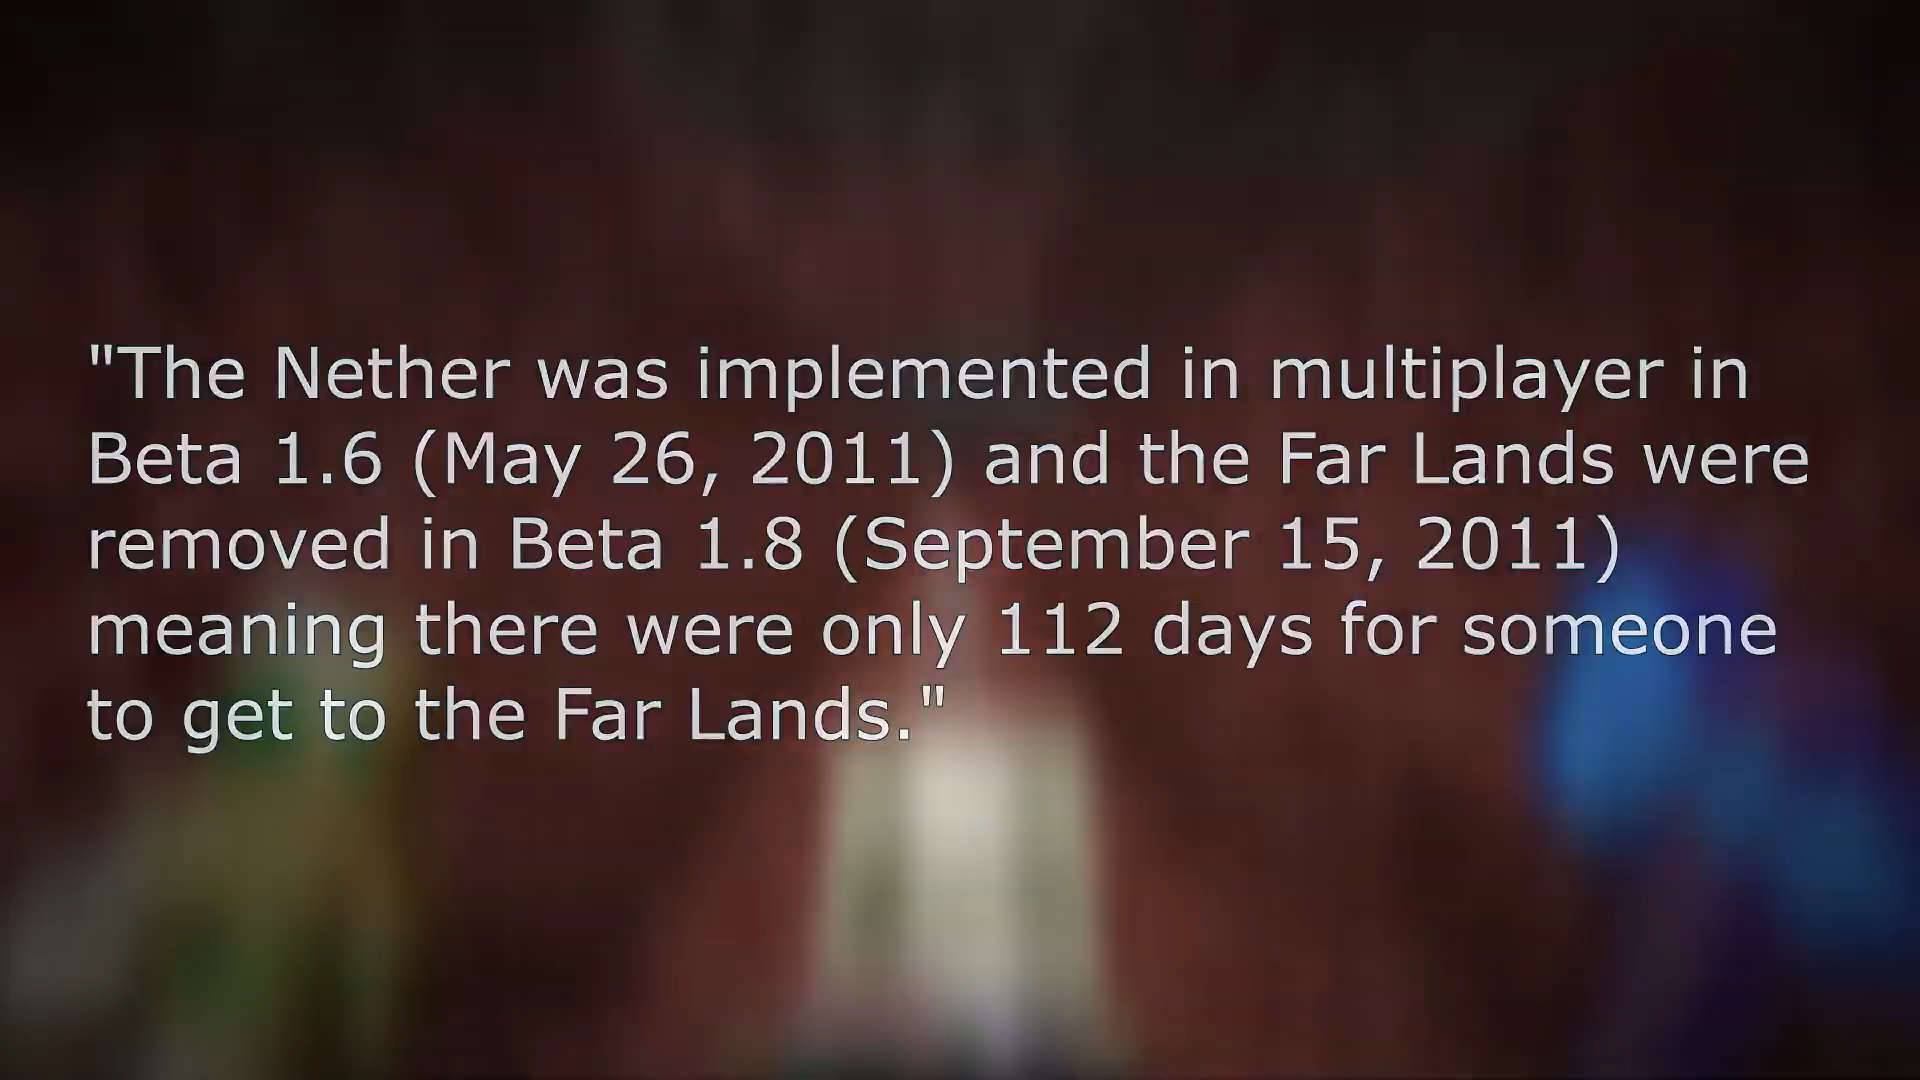 "The Nether was implemented in multiplayer in
Beta 1.6 (May 26, 2011) and the Far Lands were
removed in Beta 1.8 (September 15, 2011)
meaning there were only 112 days for someone
to get to the Far Lands."